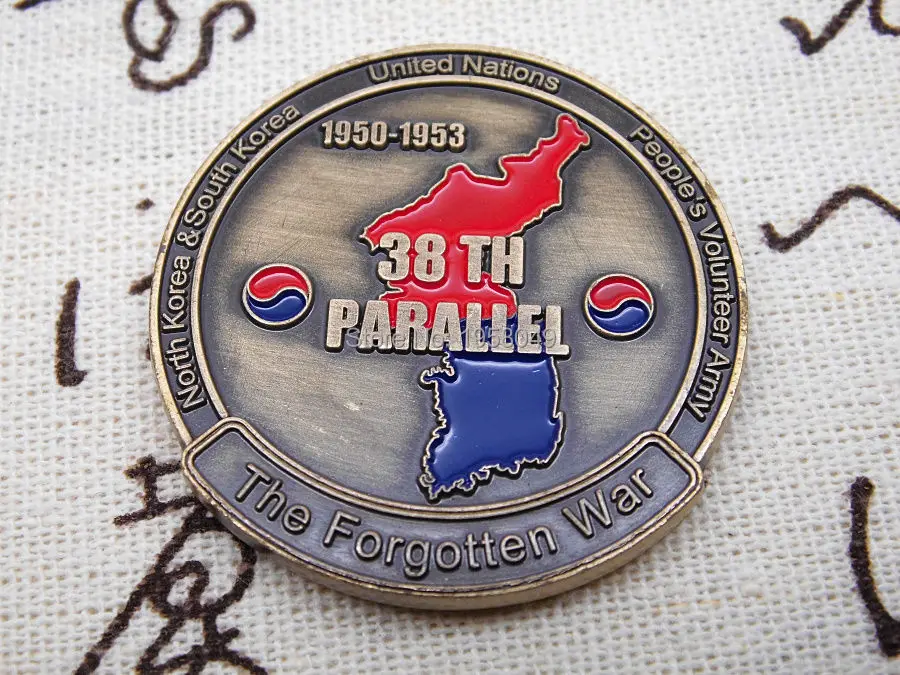 United Nations
North Korea & South Korea
People's Volunteer Army
1950-1953
38 TH
PARALLEL
The Forgotten War